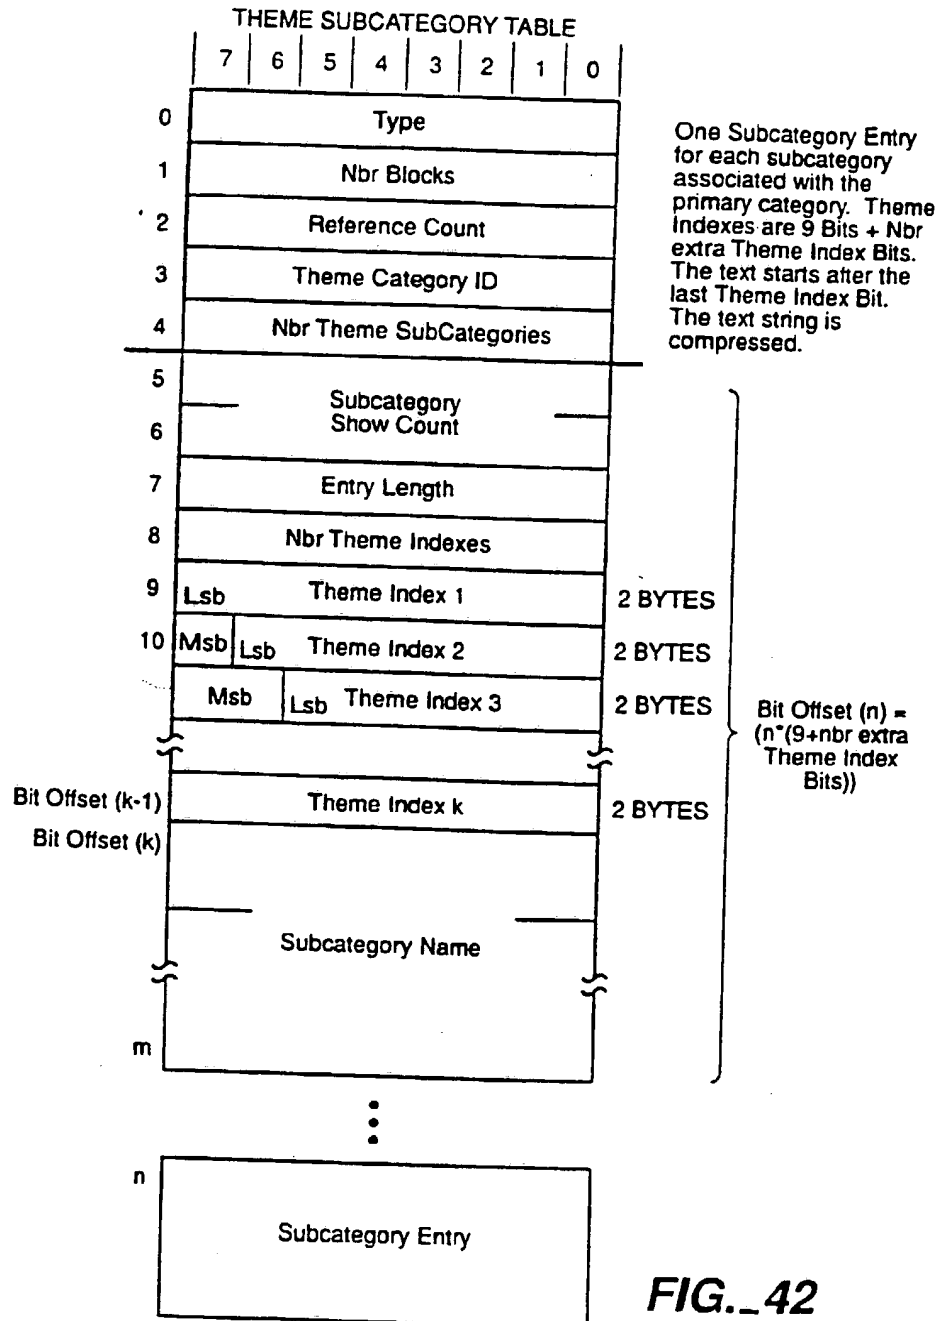 THEME SUBCATEGORY TABLE
7 6 5 4 3 2 1 0
0 Type
1 Nbr Blocks
2 Reference Count
3 Theme Category ID
4 Nbr Theme SubCategories
One Subcategory Entry
for each subcategory
associated with the
primary category. Theme
Indexes are 9 Bits + Nbr
extra Theme Index Bits.
The text starts after the
last Theme Index Bit.
The text string is
compressed.
5
Subcategory
Show Count
6
7 Entry Length
8 Nbr Theme Indexes
9 Lsb Theme Index 1 2 BYTES
10 Msb Lsb Theme Index 2 2 BYTES
Msb Lsb Theme Index 3 2 BYTES
Bit Offset (n) =
(n*(9+nbr extra
Theme Index
Bits))
Bit Offset (k-1) Theme Index k 2 BYTES
Bit Offset (k)
Subcategory Name
m
n
Subcategory Entry
FIG._42